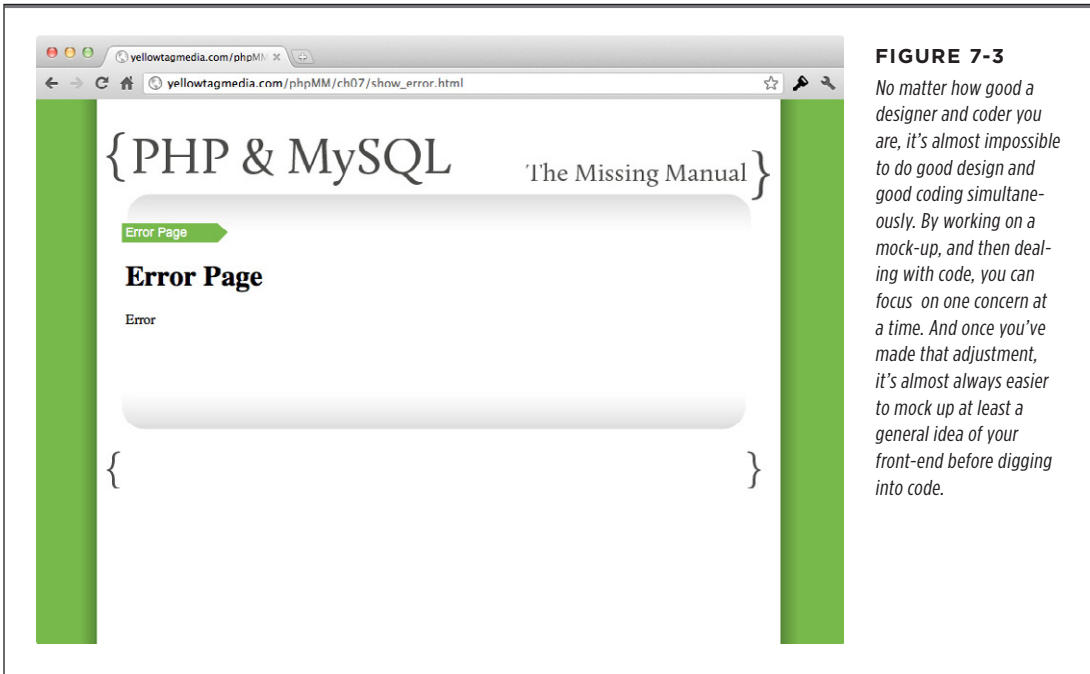 yellowtagmedia.com/phpMM
yellowtagmedia.com/phpMM/ch07/show_error.html
{PHP & MySQL The Missing Manual}
Error Page
Error Page
Error
{ }
FIGURE 7-3
No matter how good a
designer and coder you
are, it's almost impossible
to do good design and
good coding simultane-
ously. By working on a
mock-up, and then deal-
ing with code, you can
focus on one concern at
a time. And once you've
made that adjustment,
it's almost always easier
to mock up at least a
general idea of your
front-end before digging
into code.